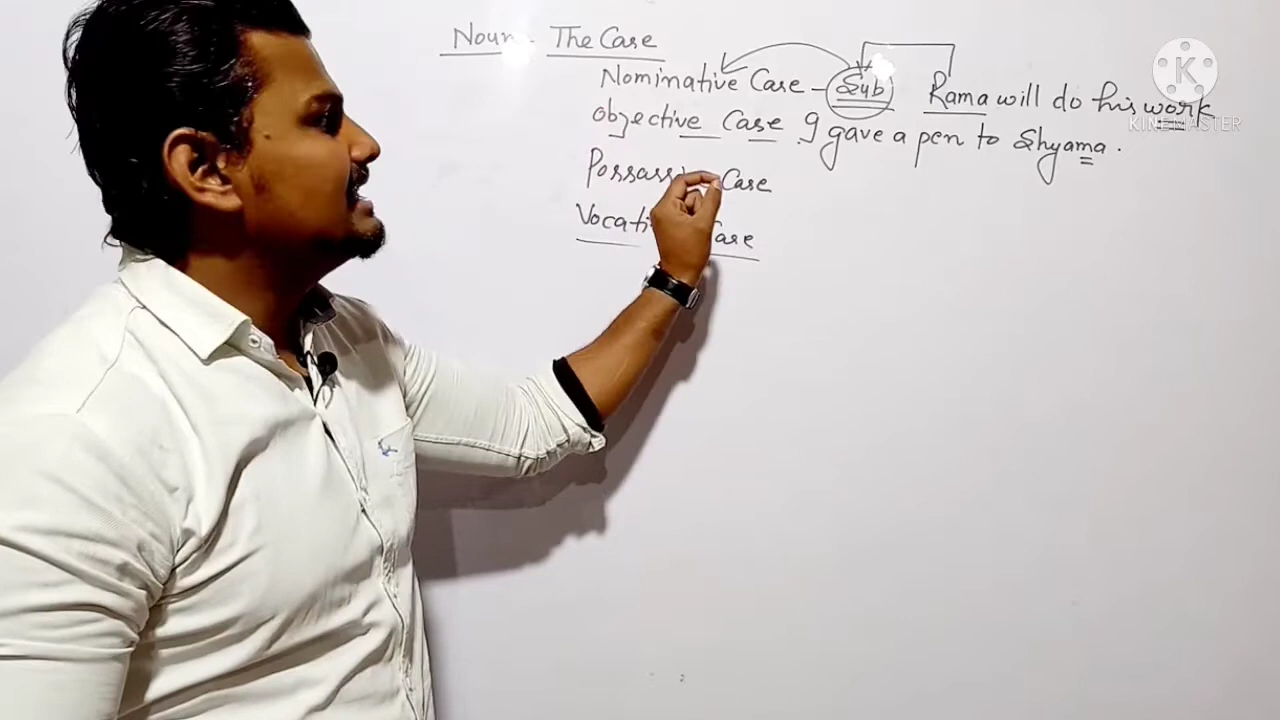 Noun - The Case
Nominative Case - Sub Rama will do his work
objective Case. I gave a pen to Shyama.
Case
K
KINEMASTER